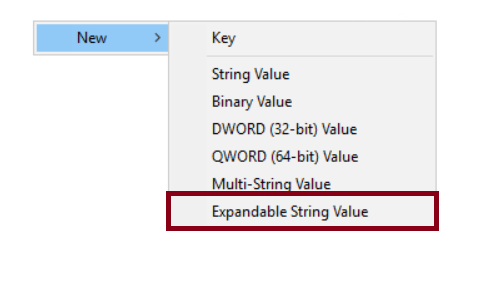 New
Key
String Value
Binary Value
DWORD (32-bit) Value
QWORD (64-bit) Value
Multi-String Value
Expandable String Value